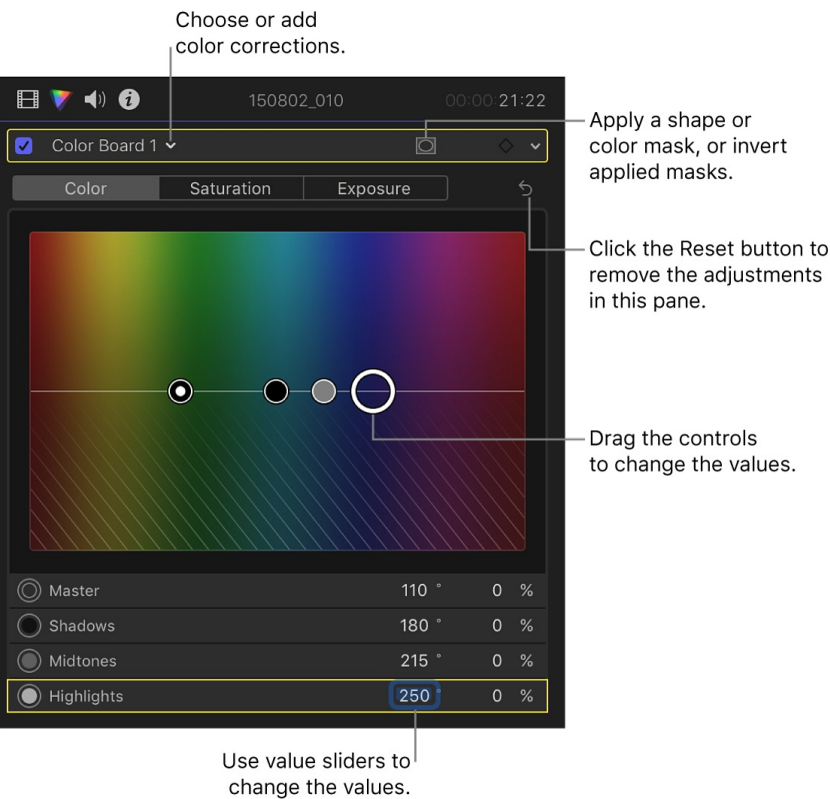 Choose or add
color corrections.
150802_010
00:00:21:22
Apply a shape or
color mask, or invert
applied masks.
Color Board 1
Color
Saturation
Exposure
Click the Reset button to
remove the adjustments
in this pane.
Drag the controls
to change the values.
Master 110 ° 0 %
Shadows 180 ° 0 %
Midtones 215 ° 0 %
Highlights 250 ° 0 %
Use value sliders to
change the values.